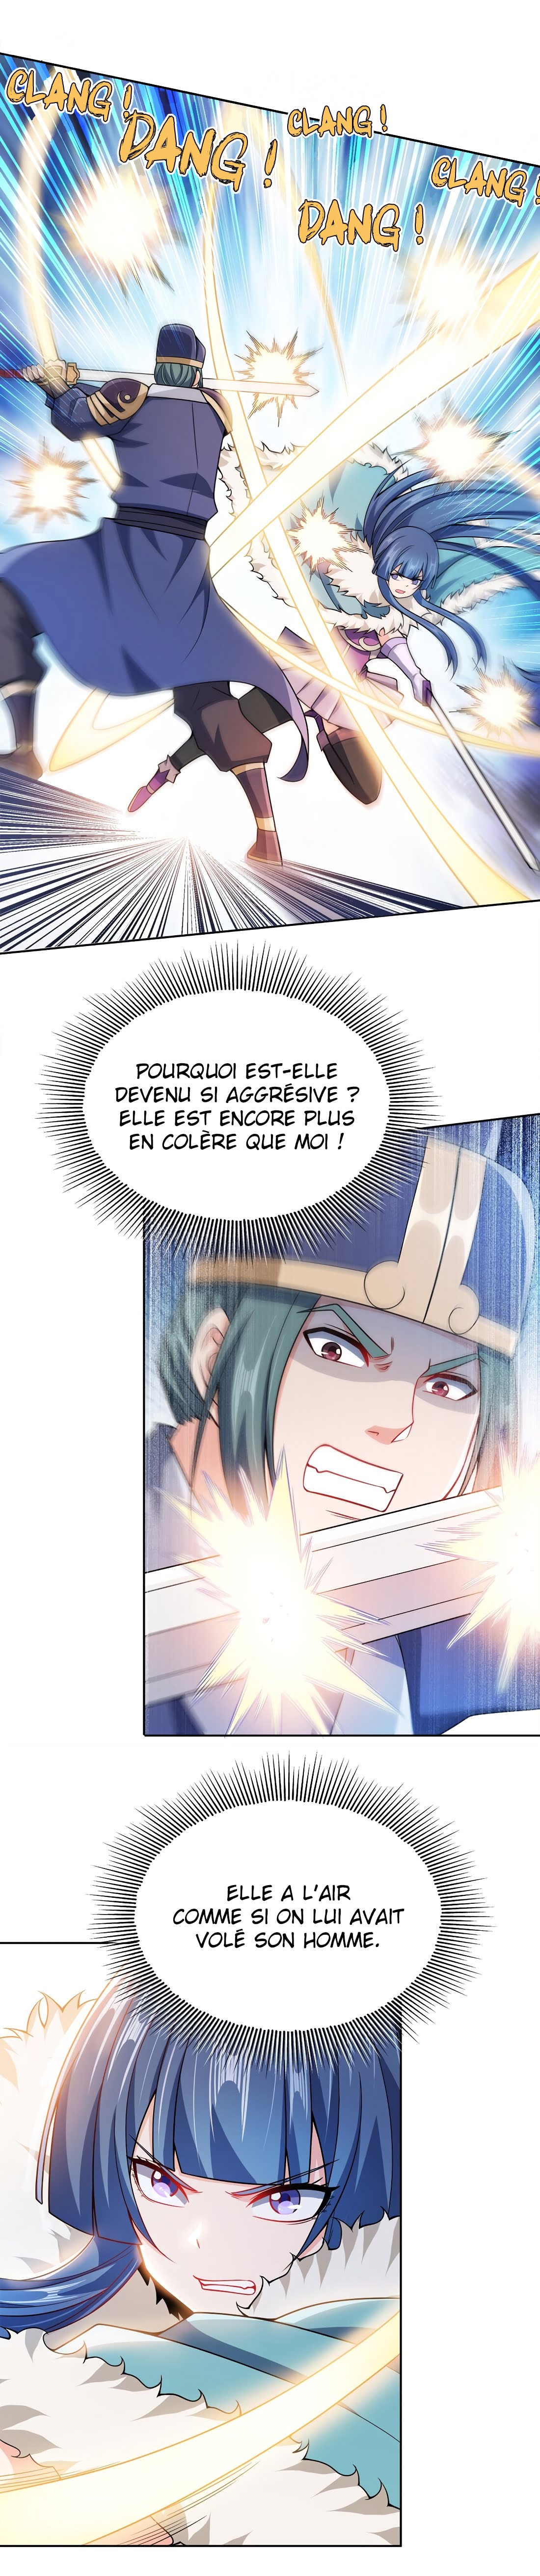 CLANG !
DANG !
CLANG !
DANG !
CLANG !
POURQUOI EST-ELLE
DEVENU SI AGGRÉSIVE ?
ELLE EST ENCORE PLUS
EN COLÈRE QUE MOI !
ELLE A L'AIR
COMME SI ON LUI AVAIT
VOLÉ SON HOMME.